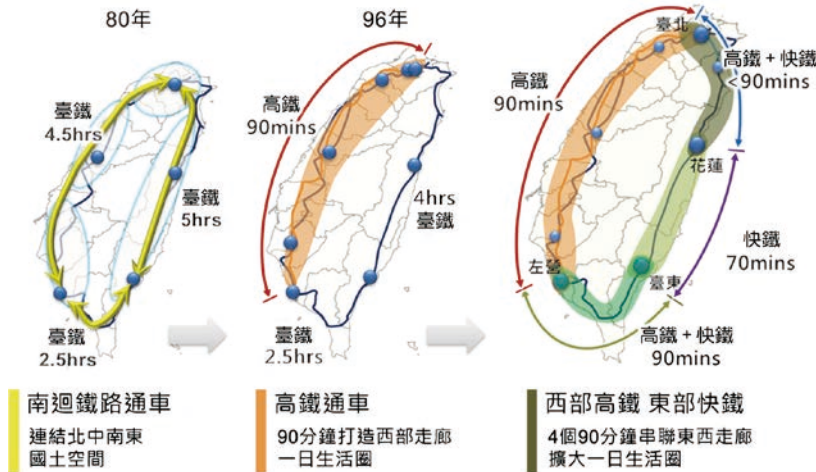 80年
臺鐵
4.5hrs
臺鐵
5hrs
臺鐵
2.5hrs
南迴鐵路通車
連結北中南東
國土空間
96年
高鐵
90mins
4hrs
臺鐵
臺鐵
2.5hrs
高鐵通車
90分鐘打造西部走廊
一日生活圈
臺北
高鐵+快鐵
<90mins
高鐵
90mins
花蓮
快鐵
70mins
左營
臺東
高鐵+快鐵
90mins
西部高鐵 東部快鐵
4個90分鐘串聯東西走廊
擴大一日生活圈